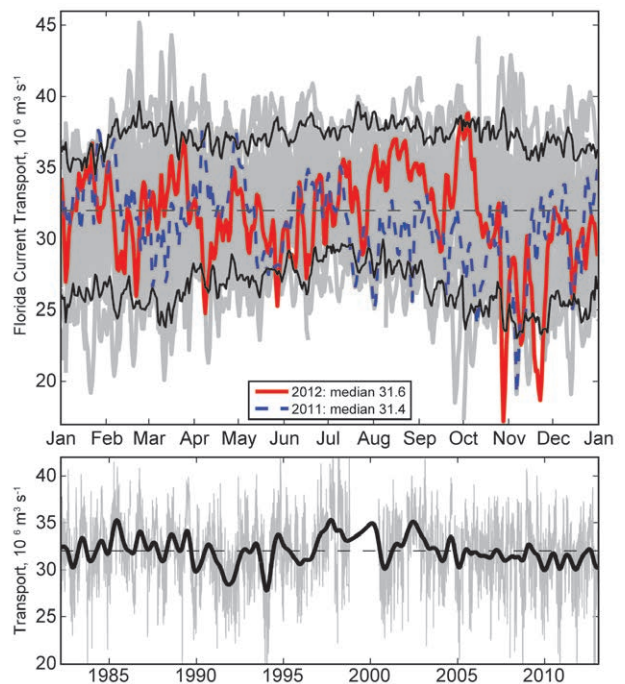 Florida Current Transport, 10⁶ m³ s⁻¹
45
40
35
30
25
20
2012: median 31.6
2011: median 31.4
Jan Feb Mar Apr May Jun Jul Aug Sep Oct Nov Dec Jan
Transport, 10⁶ m³ s⁻¹
40
35
30
25
20
1985 1990 1995 2000 2005 2010